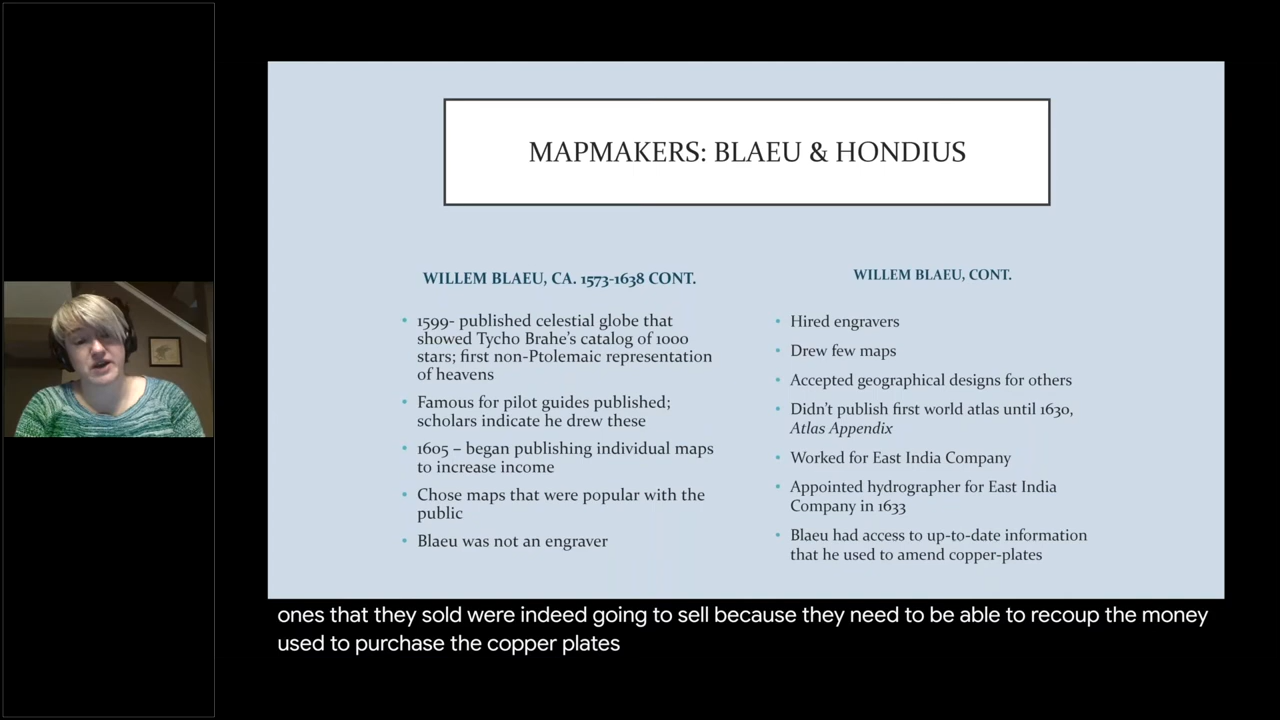 MAPMAKERS: BLAEU & HONDIUS
WILLEM BLAEU, CA. 1573-1638 CONT.
• 1599- published celestial globe that
showed Tycho Brahe’s catalog of 1000
stars; first non-Ptolemaic representation
of heavens
• Famous for pilot guides published;
scholars indicate he drew these
• 1605 – began publishing individual maps
to increase income
• Chose maps that were popular with the
public
• Blaeu was not an engraver
WILLEM BLAEU, CONT.
• Hired engravers
• Drew few maps
• Accepted geographical designs for others
• Didn’t publish first world atlas until 1630,
Atlas Appendix
• Worked for East India Company
• Appointed hydrographer for East India
Company in 1633
• Blaeu had access to up-to-date information
that he used to amend copper-plates
ones that they sold were indeed going to sell because they need to be able to recoup the money
used to purchase the copper plates